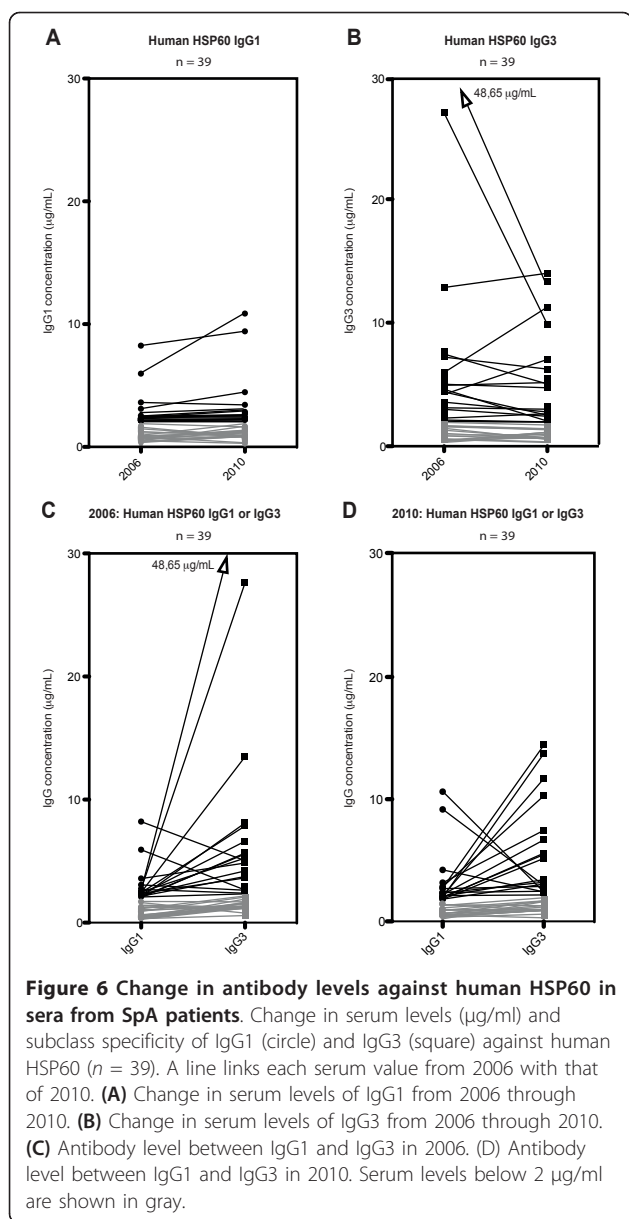 A
Human HSP60 IgG1
n = 39
30
20
10
0
IgG1 concentration (µg/mL)
2006
2010
B
Human HSP60 IgG3
n = 39
48,65 µg/mL
30
20
10
0
IgG3 concentration (µg/mL)
2006
2010
C
2006: Human HSP60 IgG1 or IgG3
n = 39
48,65 µg/mL
30
20
10
0
IgG concentration (µg/mL)
IgG1
IgG3
D
2010: Human HSP60 IgG1 or IgG3
n = 39
30
20
10
0
IgG concentration (µg/mL)
IgG1
IgG3
Figure 6 Change in antibody levels against human HSP60 in
sera from SpA patients. Change in serum levels (µg/ml) and
subclass specificity of IgG1 (circle) and IgG3 (square) against human
HSP60 (n = 39). A line links each serum value from 2006 with that
of 2010. (A) Change in serum levels of IgG1 from 2006 through
2010. (B) Change in serum levels of IgG3 from 2006 through 2010.
(C) Antibody level between IgG1 and IgG3 in 2006. (D) Antibody
level between IgG1 and IgG3 in 2010. Serum levels below 2 µg/ml
are shown in gray.